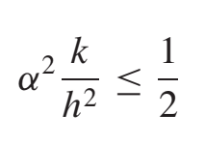 α² k/h² ≤ 1/2